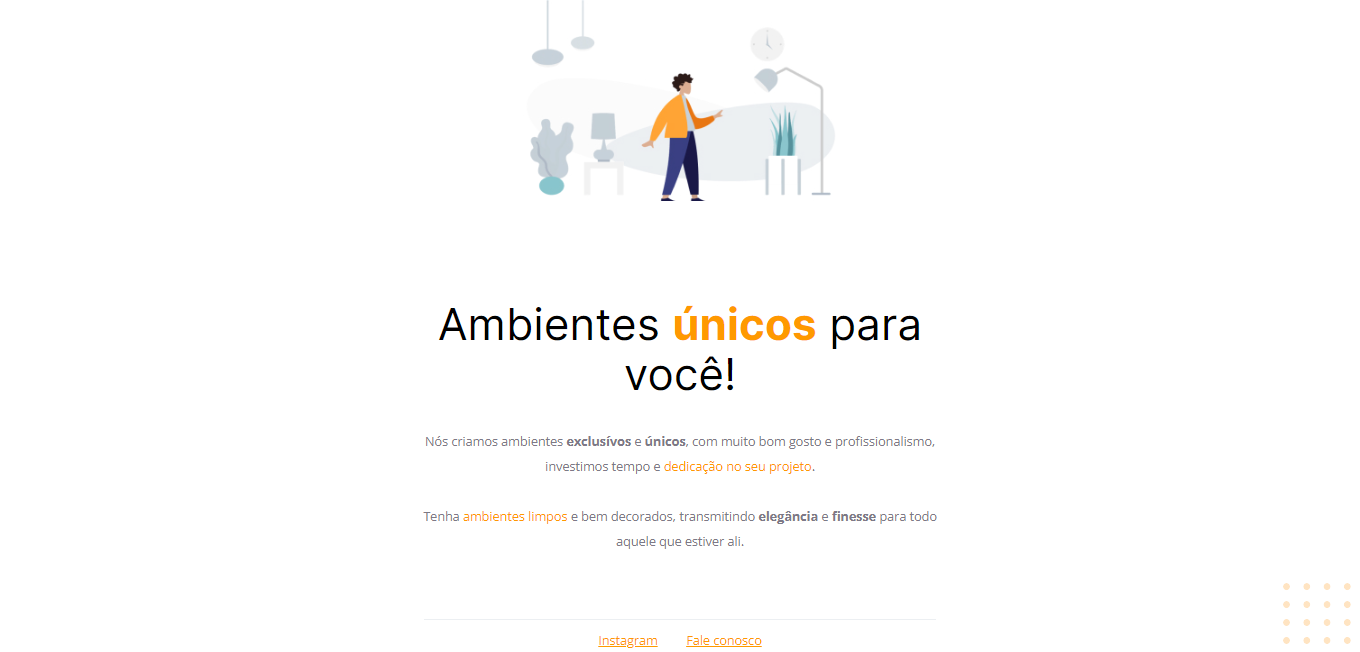 Ambientes únicos para
você!
Nós criamos ambientes exclusívos e únicos, com muito bom gosto e profissionalismo,
investimos tempo e dedicação no seu projeto.
Tenha ambientes limpos e bem decorados, transmitindo elegância e finesse para todo
aquele que estiver ali.
Instagram Fale conosco